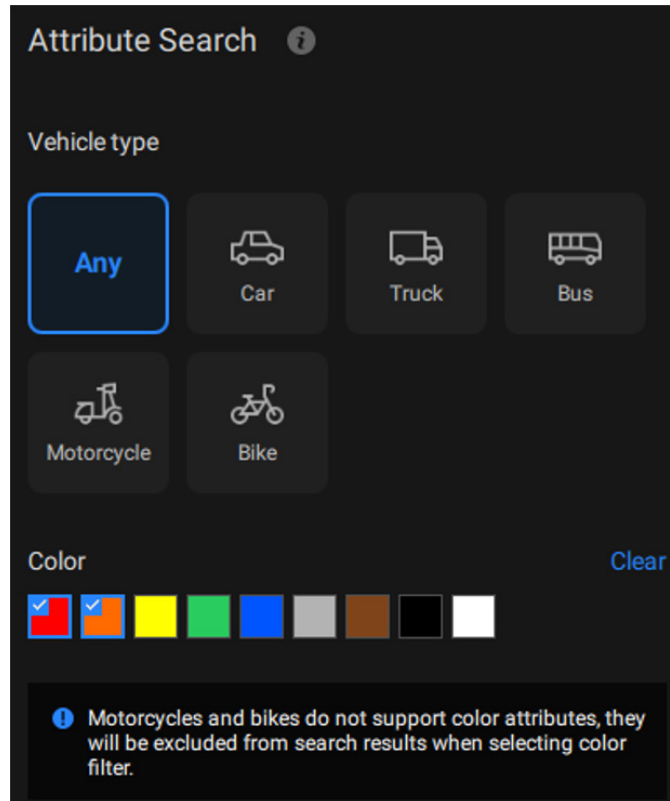 Attribute Search
Vehicle type
Any
Car
Truck
Bus
Motorcycle
Bike
Color
Clear
Motorcycles and bikes do not support color attributes, they
will be excluded from search results when selecting color
filter.